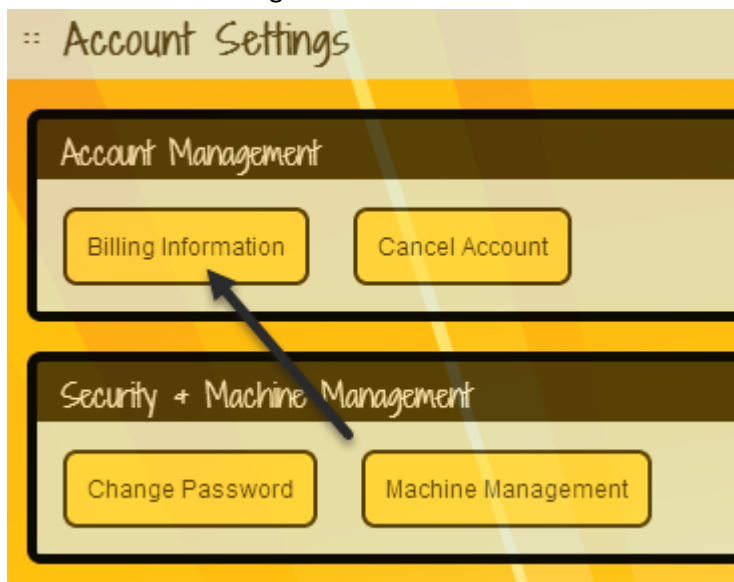 :: Account Settings
Account Management
Billing Information
Cancel Account
Security & Machine Management
Change Password
Machine Management